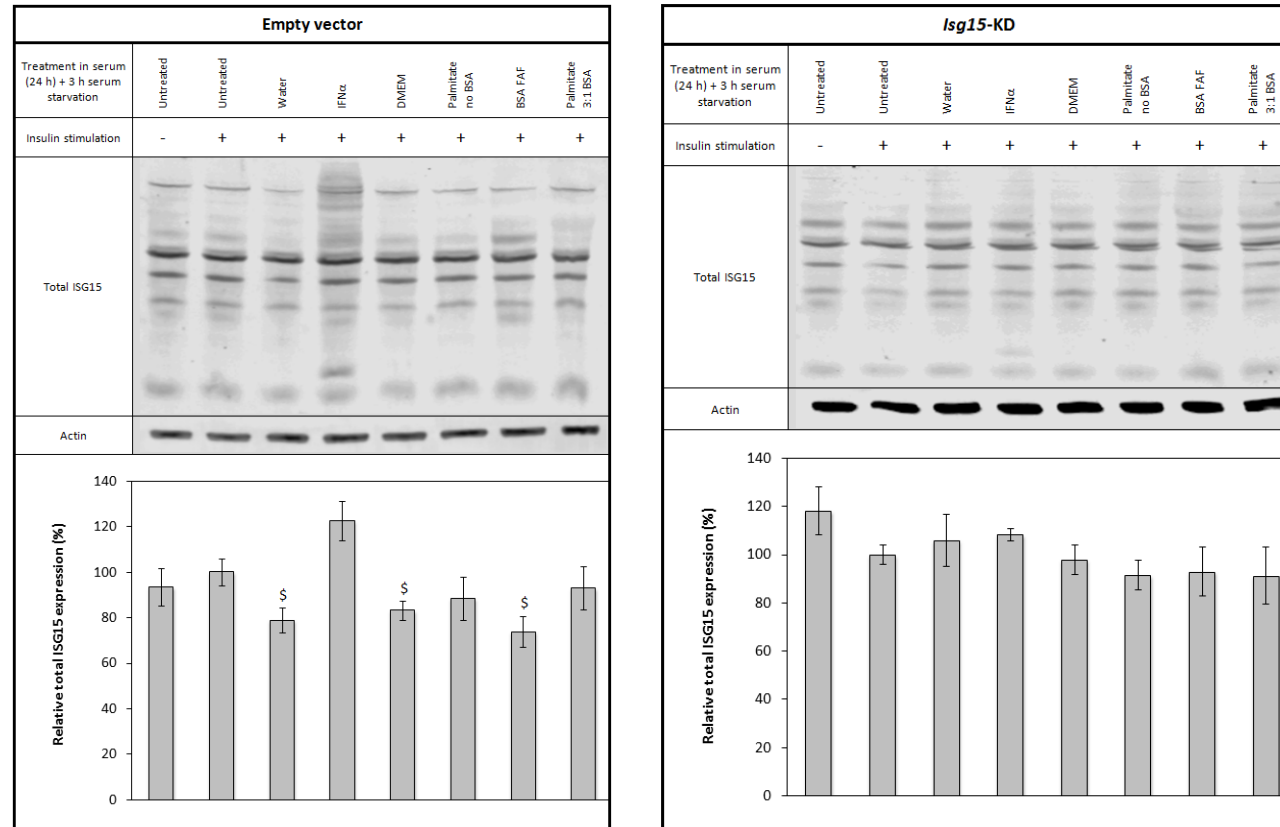 Empty vector
Treatment in serum
(24 h) + 3 h serum
starvation
Untreated
Untreated
Water
IFNα
DMEM
Palmitate
no BSA
BSA FAF
Palmitate
3:1 BSA
Insulin stimulation
-
+
+
+
+
+
+
+
Total ISG15
Actin
Relative total ISG15 expression (%)
140
120
100
80
60
40
20
0
$
$
$
Isg15-KD
Treatment in serum
(24 h) + 3 h serum
starvation
Untreated
Untreated
Water
IFNα
DMEM
Palmitate
no BSA
BSA FAF
Palmitate
3:1 BSA
Insulin stimulation
-
+
+
+
+
+
+
+
Total ISG15
Actin
Relative total ISG15 expression (%)
140
120
100
80
60
40
20
0